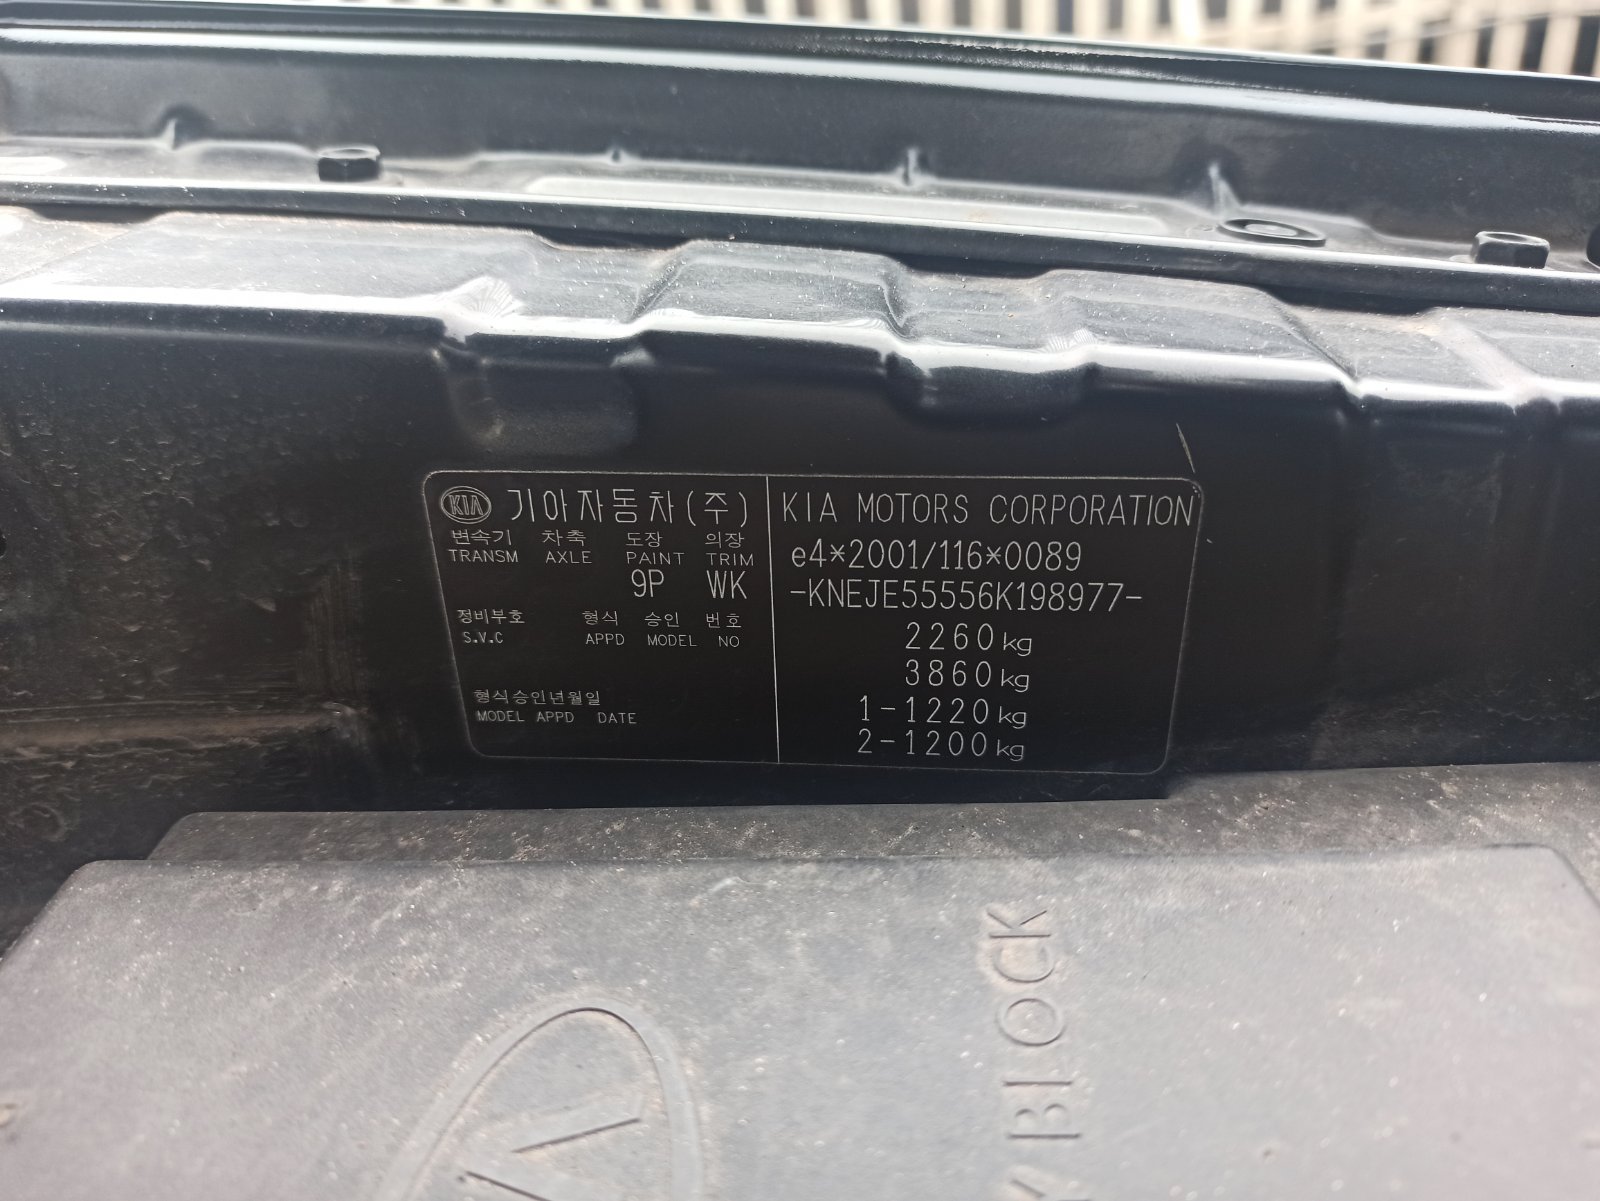 KIA 기아자동차(주)
변속기 차축 도장 의장
TRANSM AXLE PAINT TRIM
9P WK
정비부호 형식 승인 번호
S.V.C APPD MODEL NO
형식승인년월일
MODEL APPD DATE
KIA MOTORS CORPORATION
e4*2001/116*0089
-KNEJE55556K198977-
2260kg
3860kg
1-1220kg
2-1200kg
BLOCK